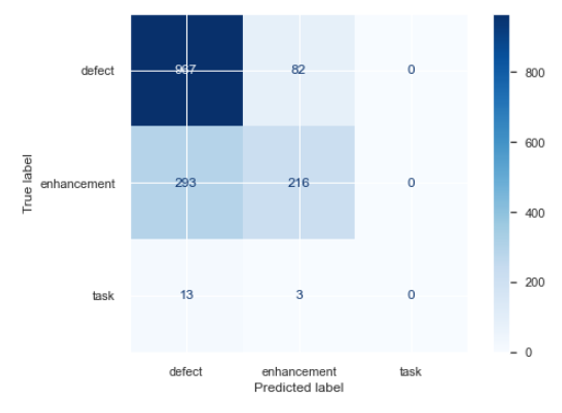 defect 967 82 0
enhancement 293 216 0
task 13 3 0
defect enhancement task
Predicted label
True label
800
600
400
200
0